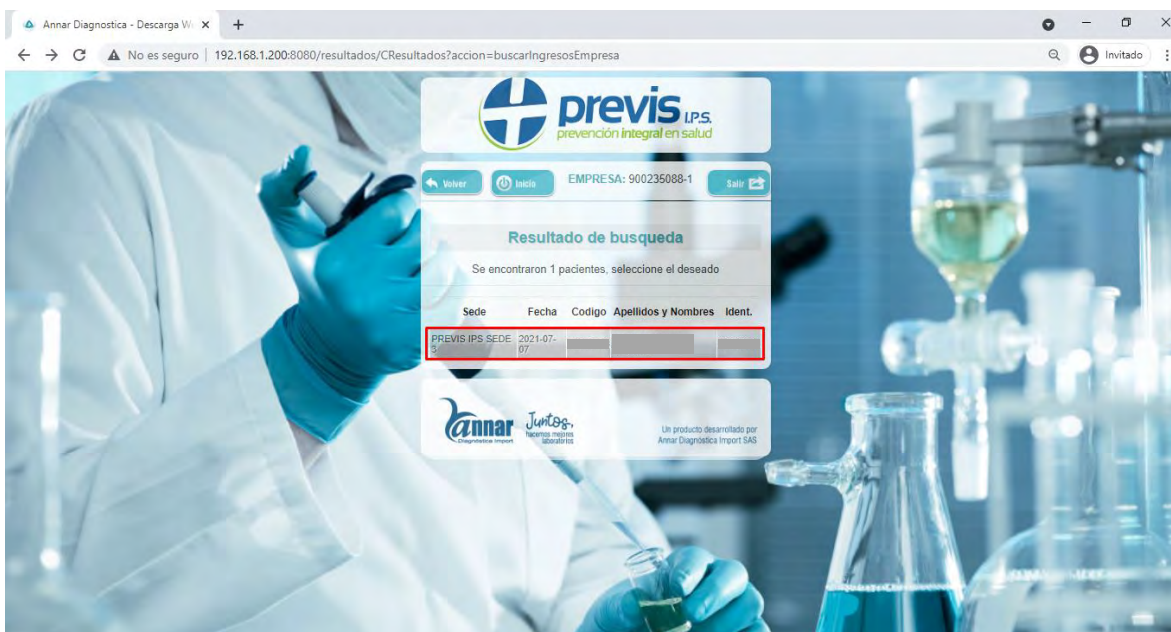 Annar Diagnostica - Descarga W
Invitado
No es seguro | 192.168.1.200:8080/resultados/CResultados?accion=buscarIngresosEmpresa
previs I.P.S.
prevención integral en salud
Volver
Inicio
EMPRESA: 900235088-1
Salir
Resultado de busqueda
Se encontraron 1 pacientes, seleccione el deseado
Sede Fecha Codigo Apellidos y Nombres Ident.
PREVIS IPS SEDE 2021-07-
3 07
annar
Diagnóstica Import
Juntos,
hacemos mejores
laboratorios
Un producto desarrollado por
Annar Diagnostica Import SAS